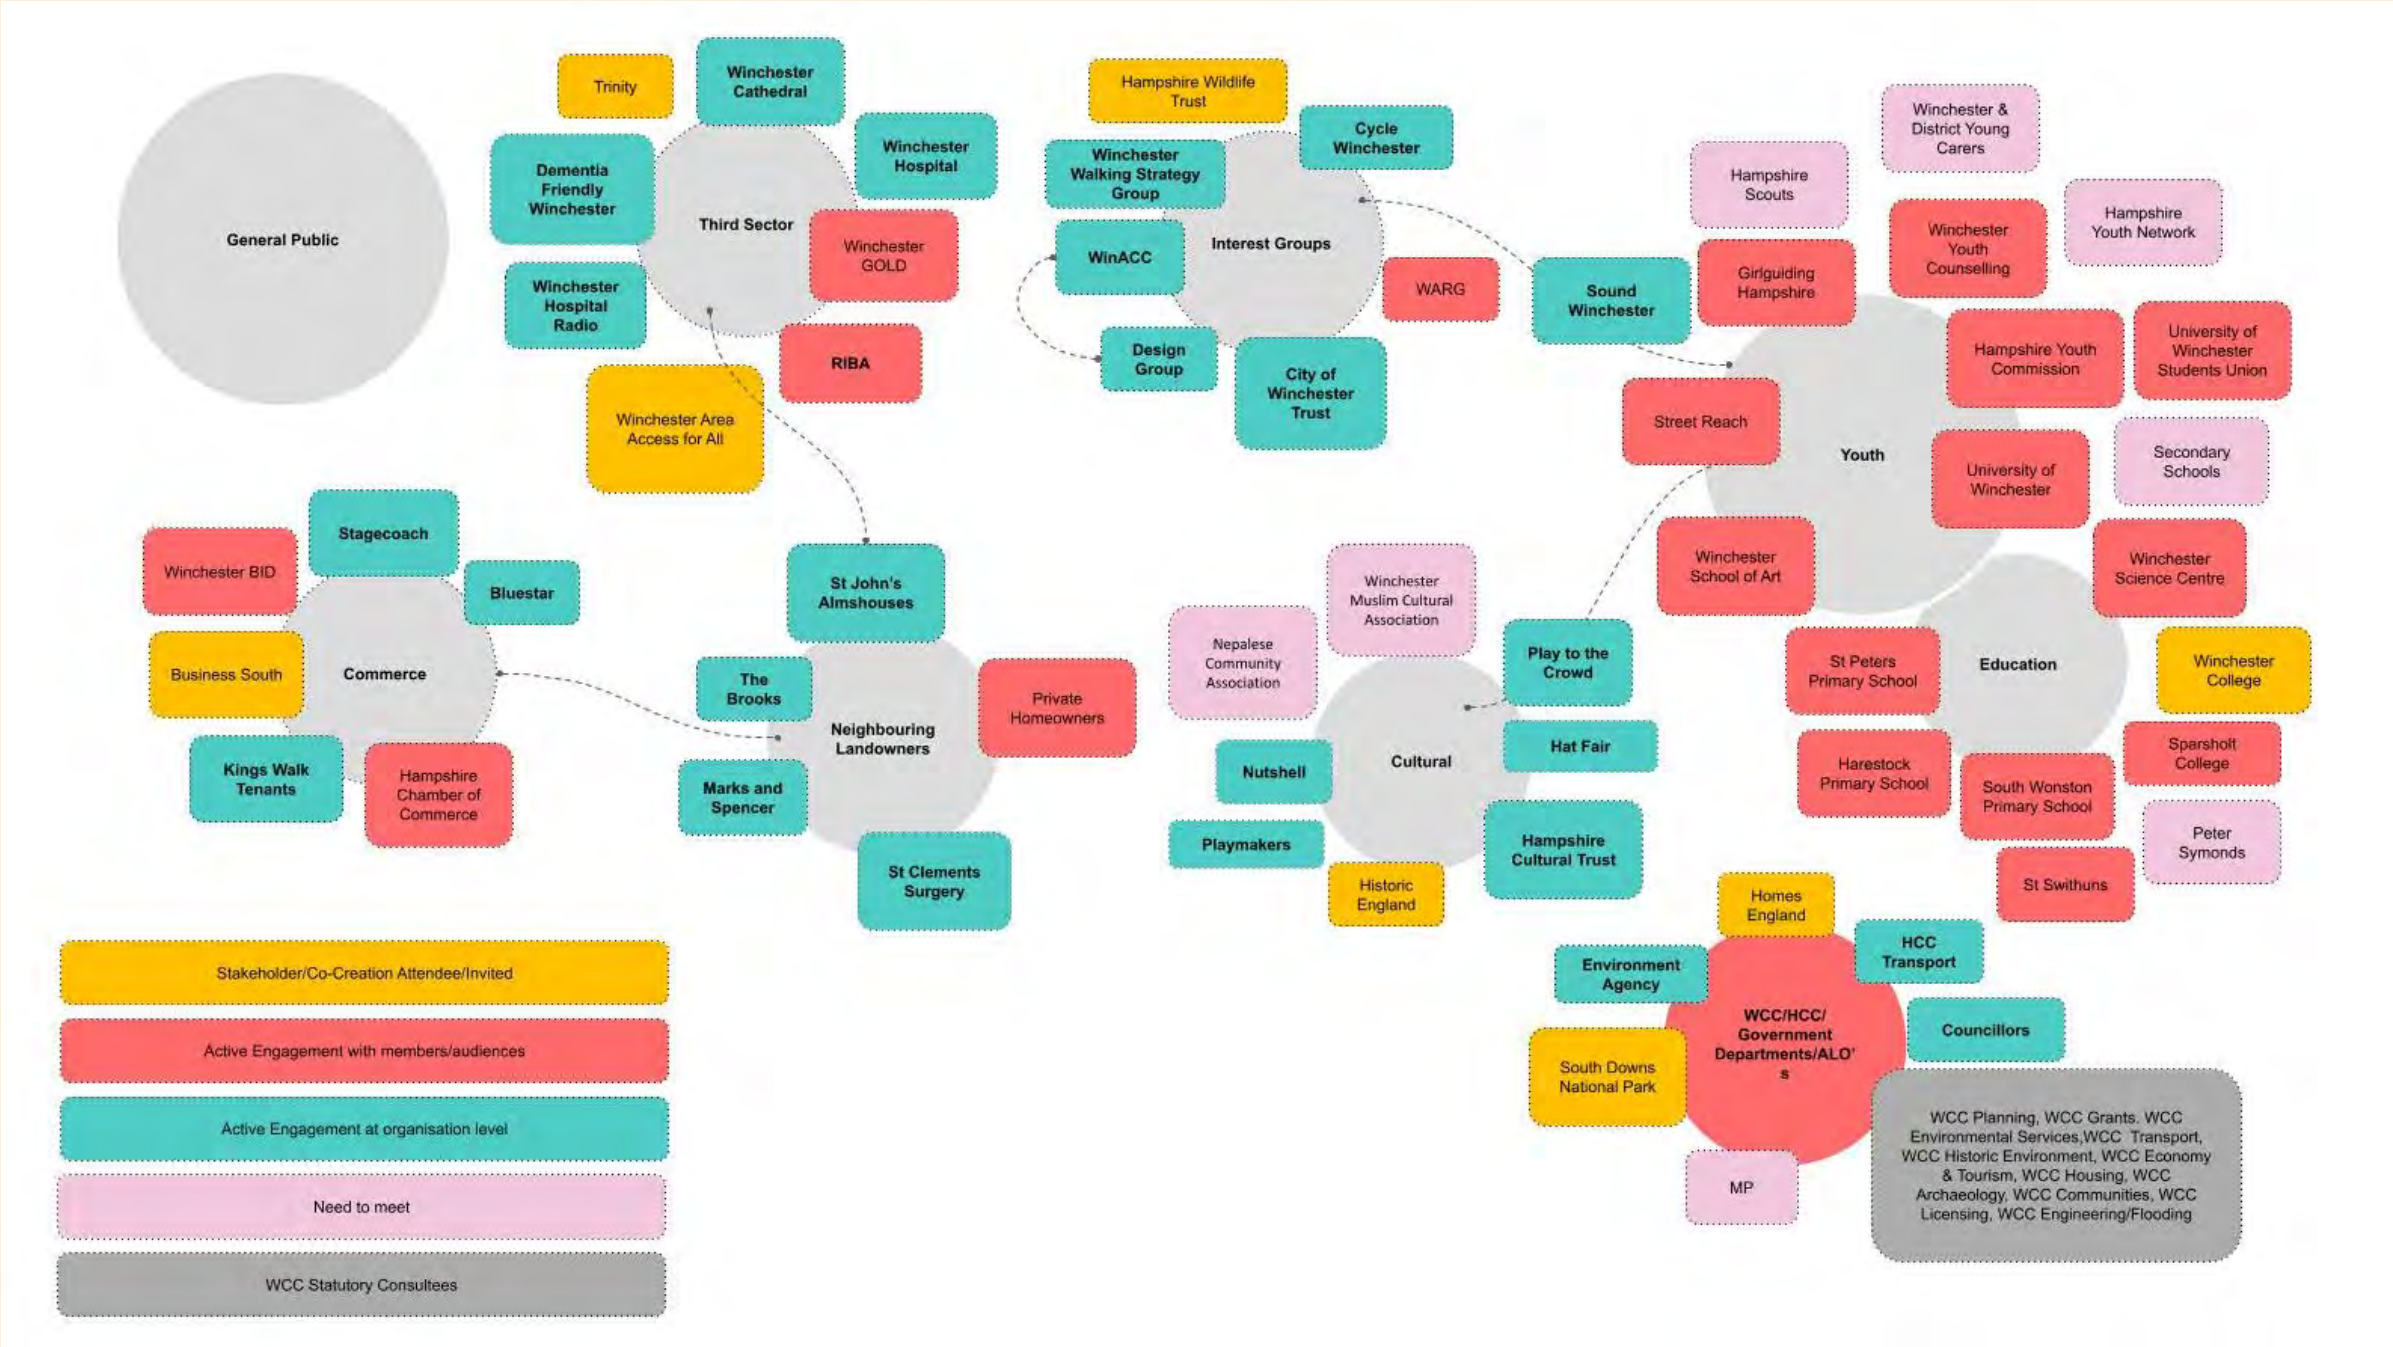 General Public
Trinity
Winchester
Cathedral
Winchester
Hospital
Dementia
Friendly
Winchester
Third Sector
Winchester
GOLD
Winchester
Hospital
Radio
RIBA
Winchester Area
Access for All
Hampshire Wildlife
Trust
Cycle
Winchester
Winchester
Walking Strategy
Group
WinACC
Interest Groups
WARG
Design
Group
City of
Winchester
Trust
Sound
Winchester
Winchester &
District Young
Carers
Hampshire
Scouts
Hampshire
Youth Network
Winchester
Youth
Counselling
Girlguiding
Hampshire
Hampshire Youth
Commission
University of
Winchester
Students Union
Street Reach
Youth
University of
Winchester
Secondary
Schools
Winchester
School of Art
Winchester
Science Centre
Stagecoach
Winchester BID
Bluestar
Business South
Commerce
Kings Walk
Tenants
Hampshire
Chamber of
Commerce
St John's
Almshouses
The
Brooks
Neighbouring
Landowners
Private
Homeowners
Marks and
Spencer
St Clements
Surgery
Winchester
Muslim Cultural
Association
Nepalese
Community
Association
Play to the
Crowd
Hat Fair
Nutshell
Cultural
Playmakers
Hampshire
Cultural Trust
Historic
England
St Peters
Primary School
Education
Winchester
College
Harestock
Primary School
South Wonston
Primary School
Sparsholt
College
Peter
Symonds
St Swithuns
Homes
England
HCC
Transport
Environment
Agency
WCC/HCC/
Government
Departments/ALO'
s
Councillors
South Downs
National Park
MP
WCC Planning, WCC Grants. WCC
Environmental Services,WCC Transport,
WCC Historic Environment, WCC Economy
& Tourism, WCC Housing, WCC
Archaeology, WCC Communities, WCC
Licensing, WCC Engineering/Flooding
Stakeholder/Co-Creation Attendee/Invited
Active Engagement with members/audiences
Active Engagement at organisation level
Need to meet
WCC Statutory Consultees